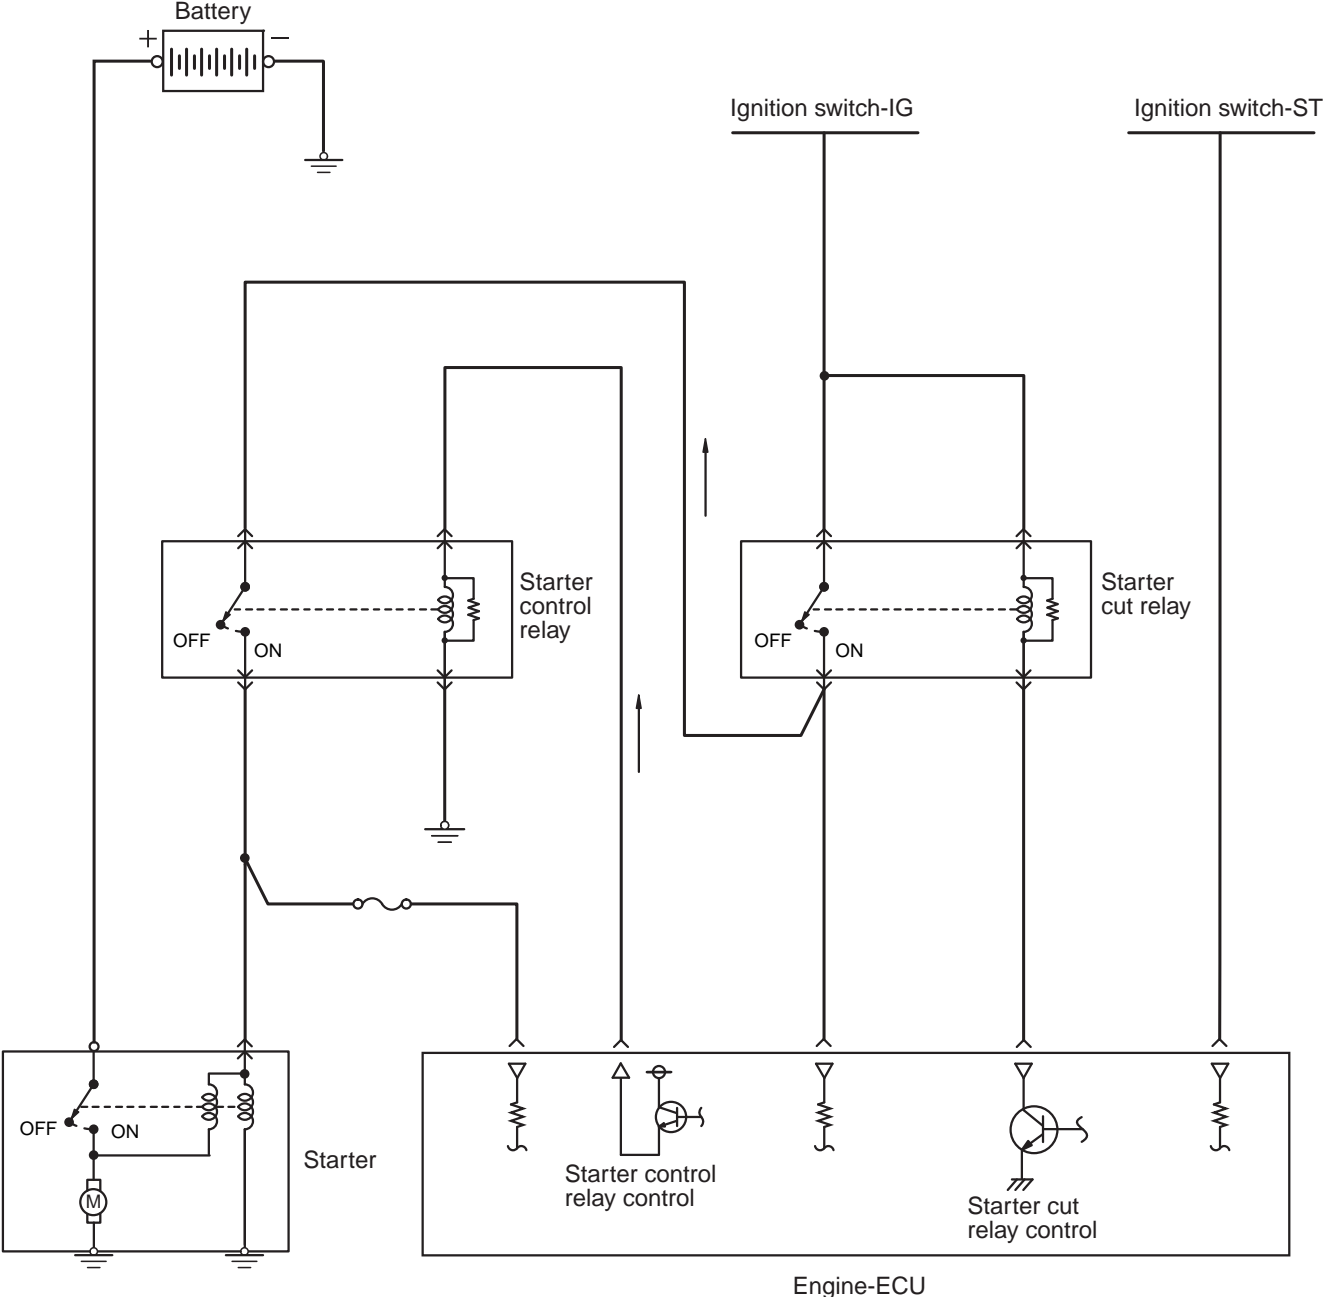 Battery
+
−
Ignition switch-IG
Ignition switch-ST
Starter
control
relay
OFF
ON
Starter
cut relay
OFF
ON
OFF
ON
M
Starter
Starter control
relay control
Starter cut
relay control
Engine-ECU